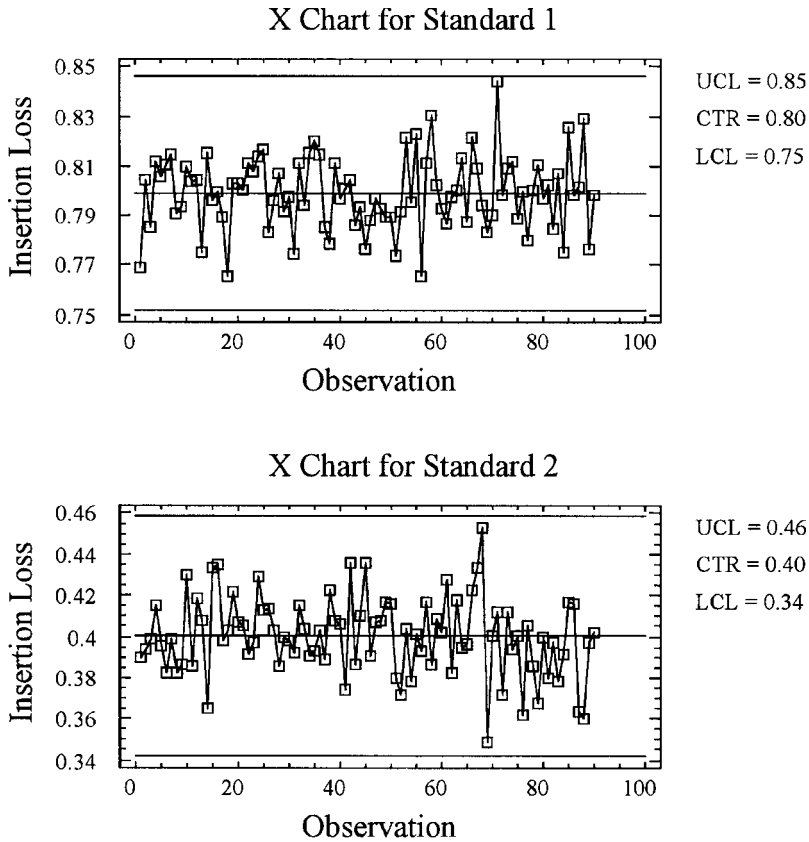 X Chart for Standard 1
0.85
0.83
0.81
0.79
0.77
0.75
Insertion Loss
UCL = 0.85
CTR = 0.80
LCL = 0.75
0 20 40 60 80 100
Observation
X Chart for Standard 2
0.46
0.44
0.42
0.4
0.38
0.36
0.34
Insertion Loss
UCL = 0.46
CTR = 0.40
LCL = 0.34
0 20 40 60 80 100
Observation